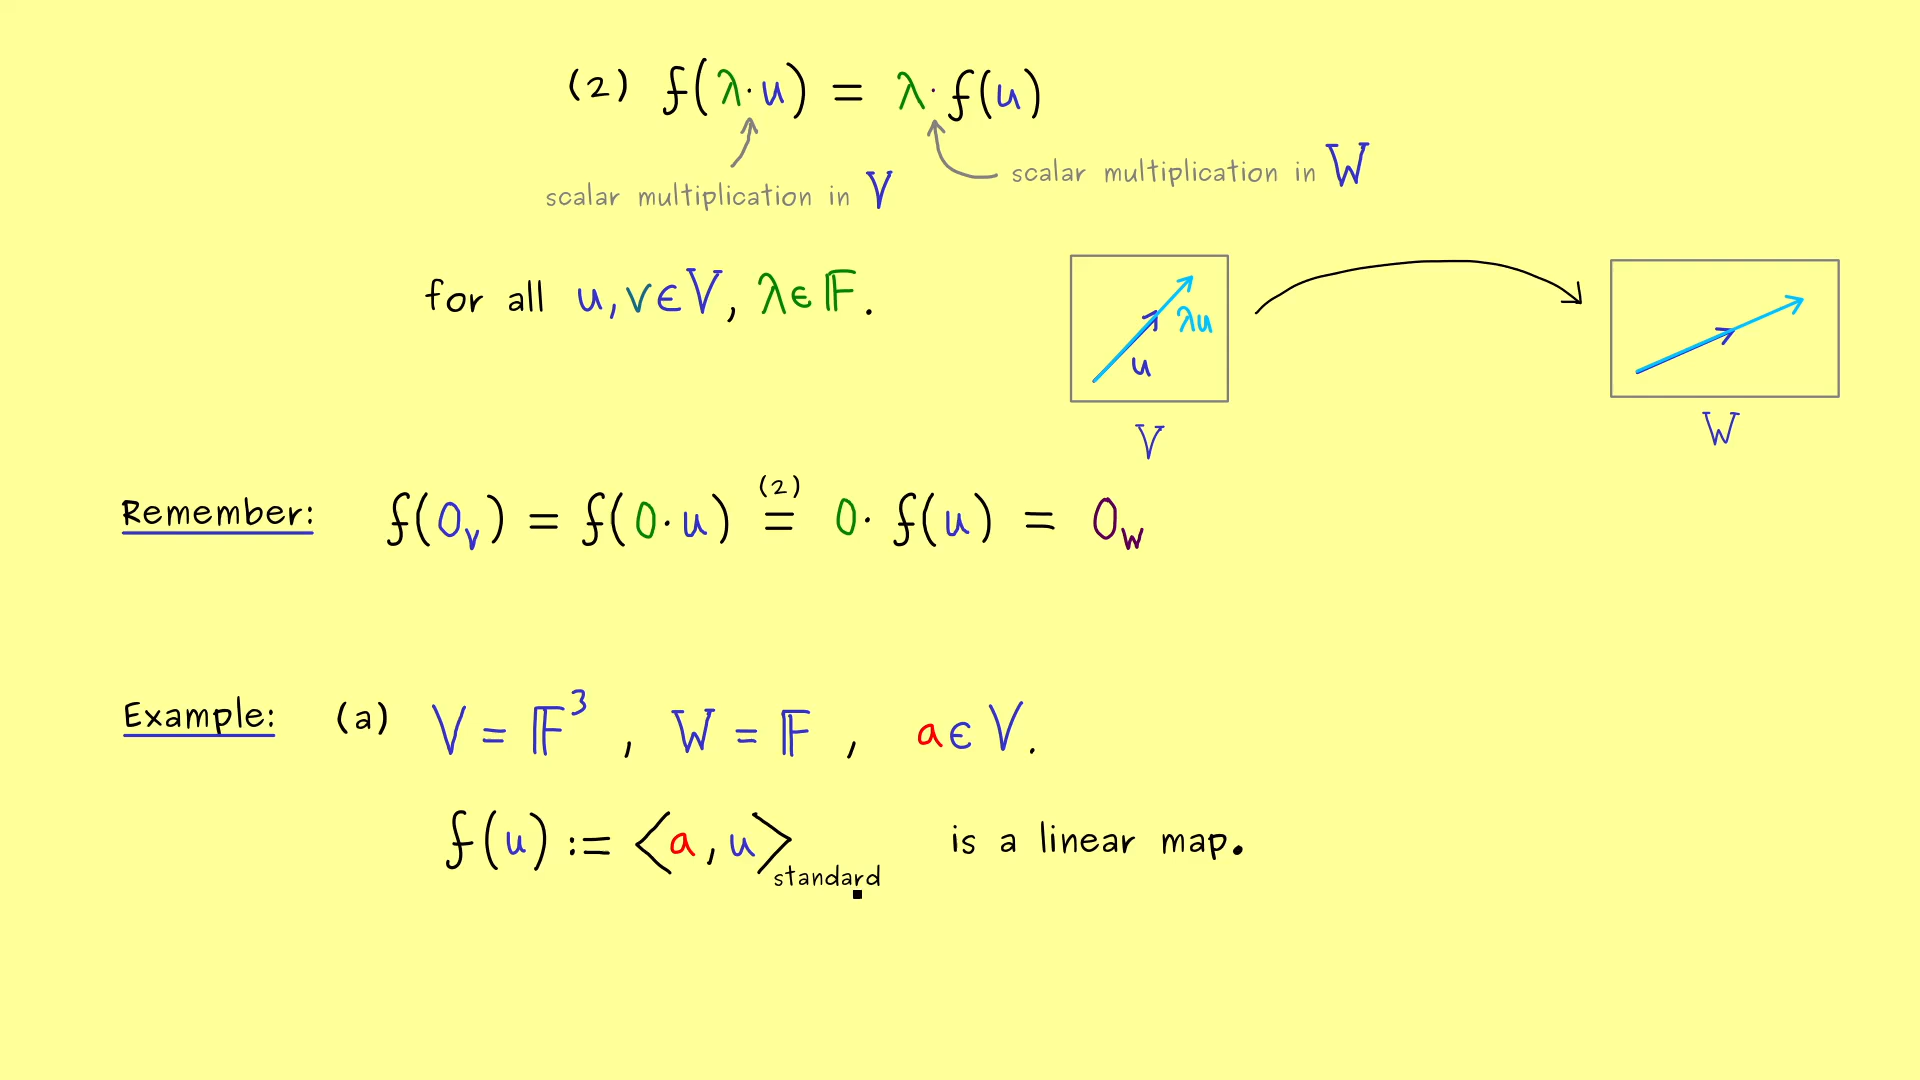 (2) f(λ·u) = λ·f(u)
scalar multiplication in V
scalar multiplication in W
for all u,v∈V, λ∈𝔽.
λu
u
V
W
Remember: f(0_V) = f(0·u) =^(2) 0·f(u) = 0_W
Example: (a) V = 𝔽³ , W = 𝔽 , a∈V.
f(u) := <a,u>_standard is a linear map.